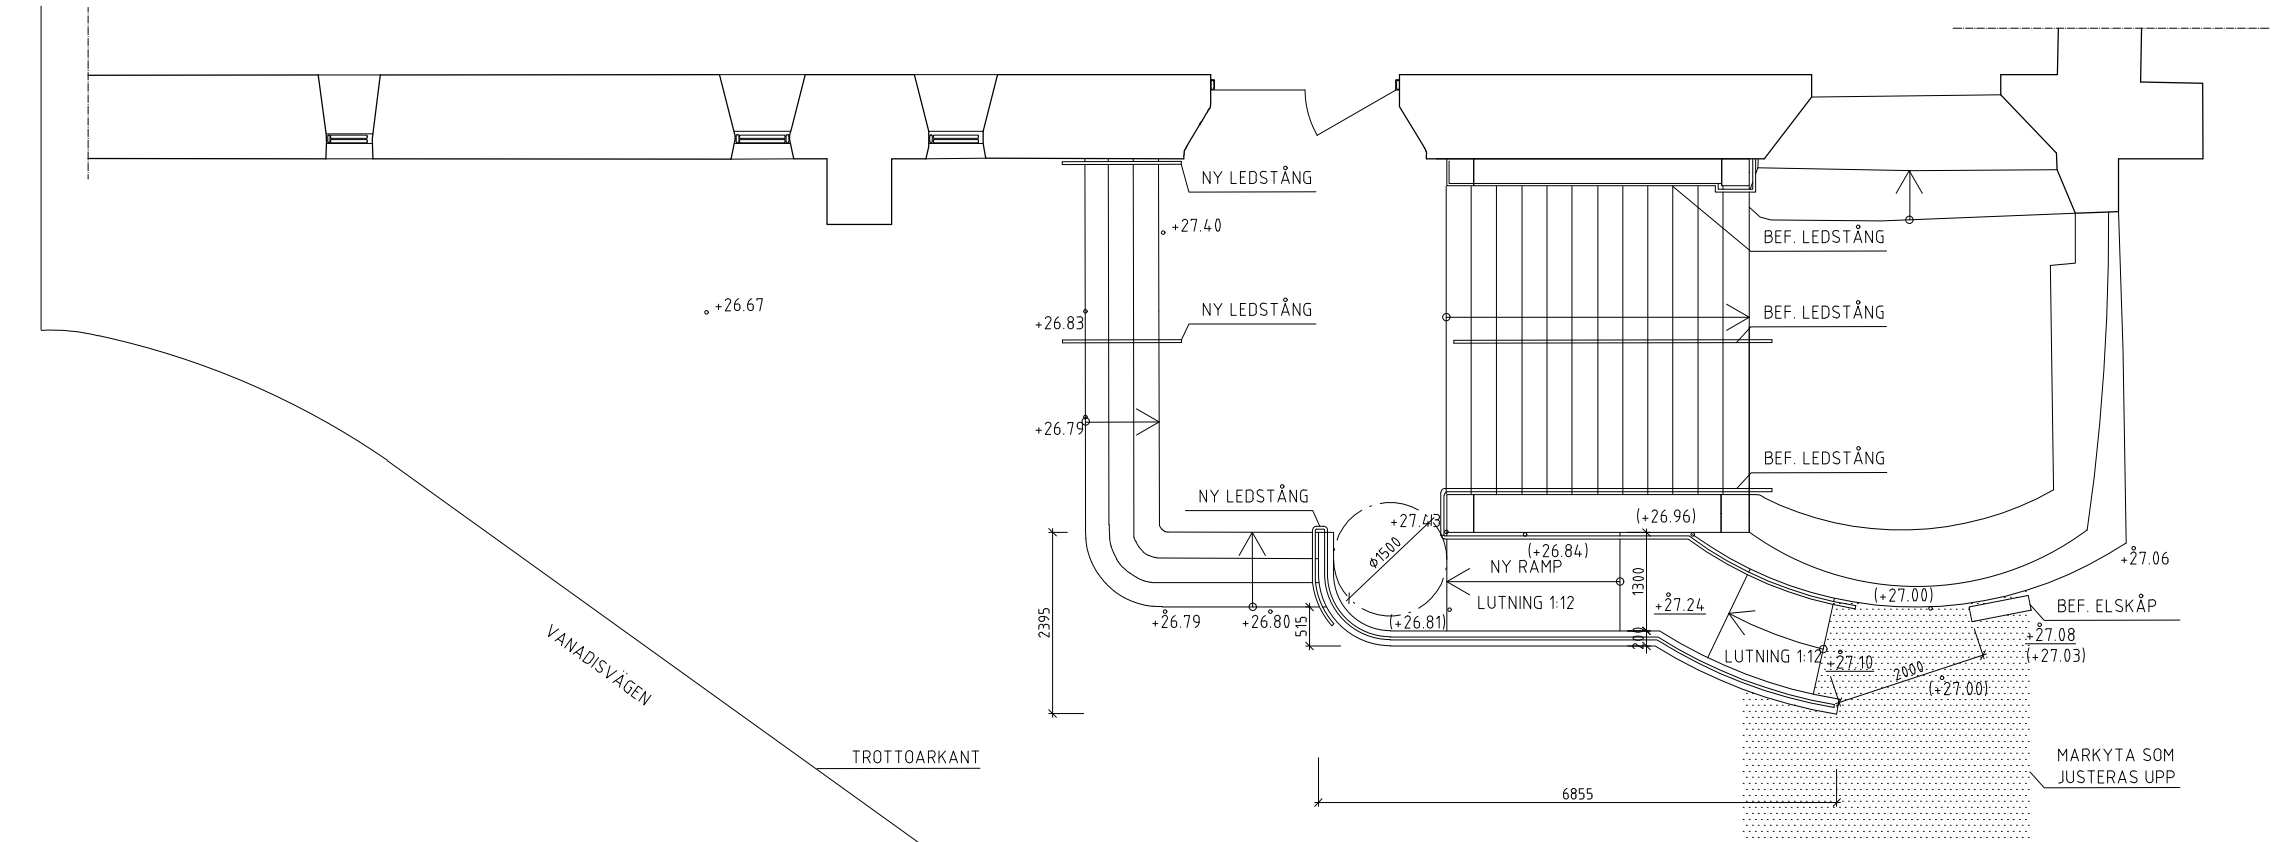 NY LEDSTÅNG
+27.40
BEF. LEDSTÅNG
+26.67
NY LEDSTÅNG
+26.83
BEF. LEDSTÅNG
+26.79
BEF. LEDSTÅNG
NY LEDSTÅNG
+27.43
(+26.96)
Ø1500
(+26.84)
NY RAMP
+27.06
1300
LUTNING 1:12
+27.24
(+27.00)
BEF. ELSKÅP
2395
+26.79
+26.80
515
(+26.81)
200
+27.08
(+27.03)
LUTNING 1:12
+27.10
2000
(+27.00)
VANADISVÄGEN
TROTTOARKANT
MARKYTA SOM
JUSTERAS UPP
6855